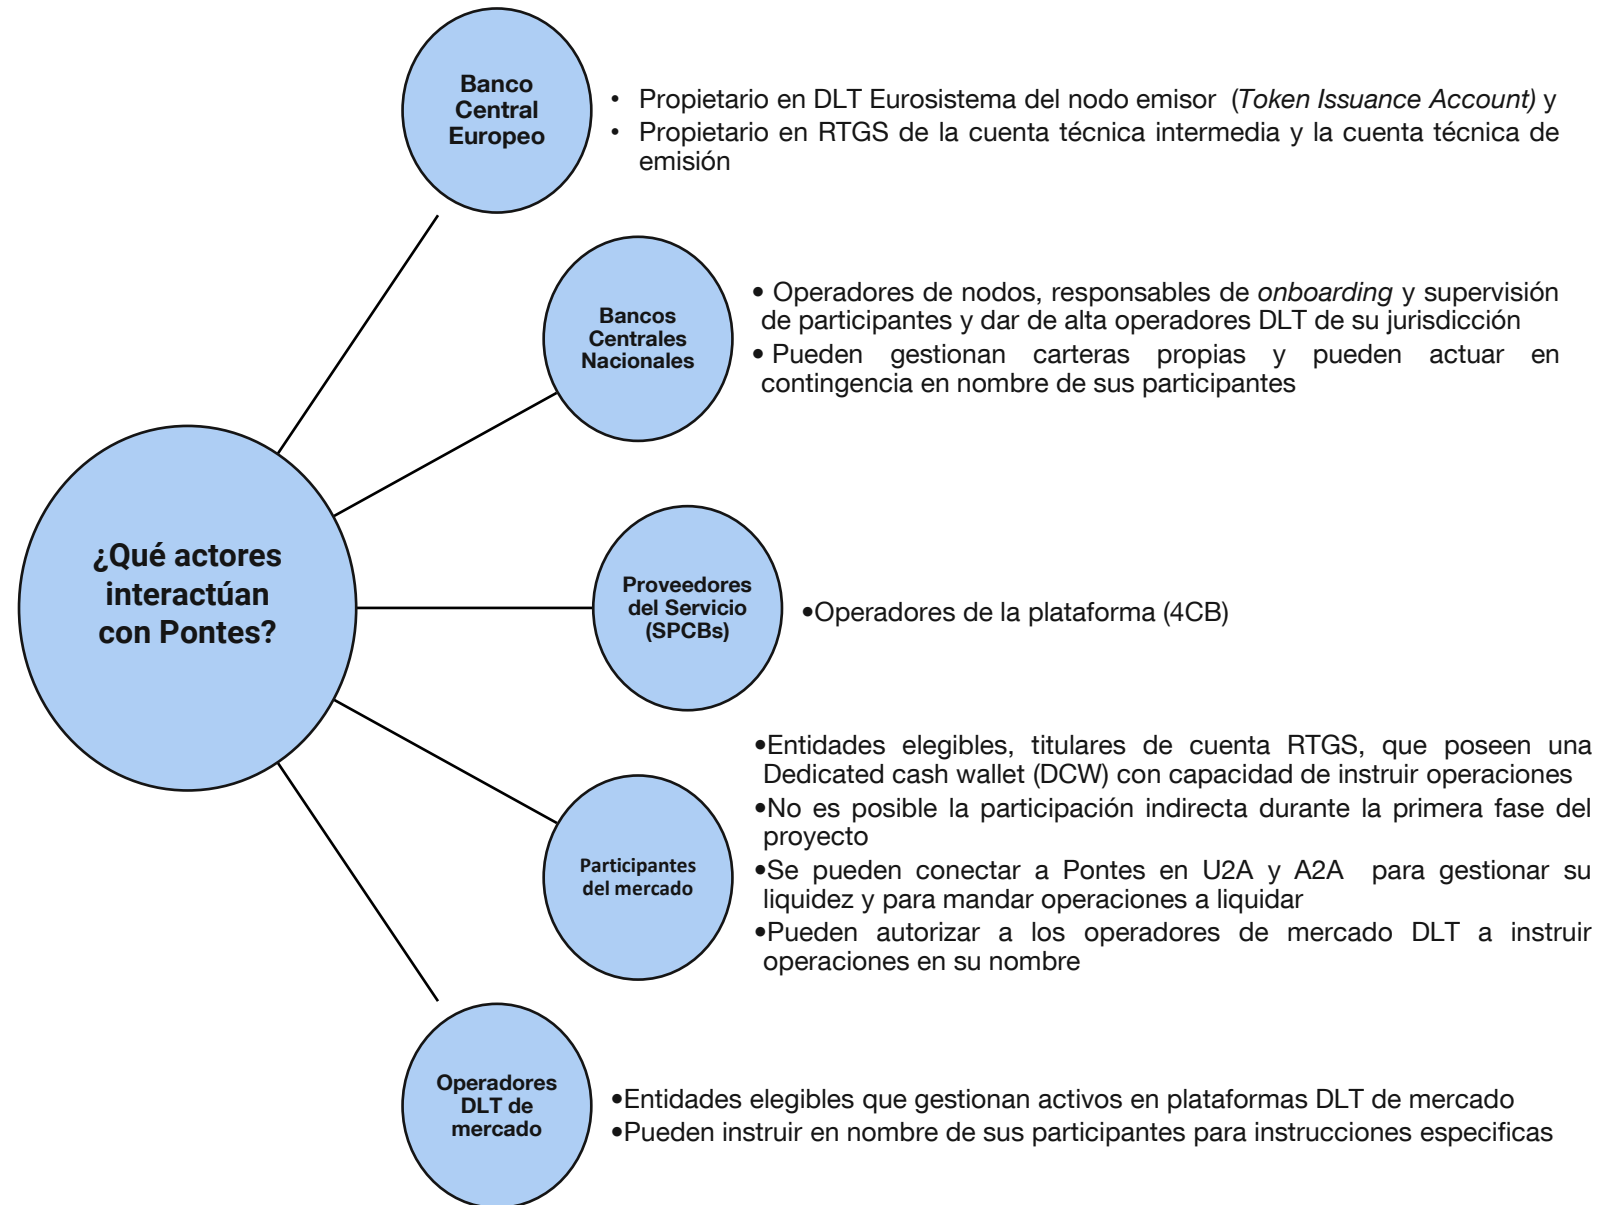 Banco
Central
Europeo
• Propietario en DLT Eurosistema del nodo emisor (Token Issuance Account) y
• Propietario en RTGS de la cuenta técnica intermedia y la cuenta técnica de
emisión
Bancos
Centrales
Nacionales
• Operadores de nodos, responsables de onboarding y supervisión
de participantes y dar de alta operadores DLT de su jurisdicción
• Pueden gestionan carteras propias y pueden actuar en
contingencia en nombre de sus participantes
¿Qué actores
interactúan
con Pontes?
Proveedores
del Servicio
(SPCBs)
•Operadores de la plataforma (4CB)
Participantes
del mercado
•Entidades elegibles, titulares de cuenta RTGS, que poseen una
Dedicated cash wallet (DCW) con capacidad de instruir operaciones
•No es posible la participación indirecta durante la primera fase del
proyecto
•Se pueden conectar a Pontes en U2A y A2A para gestionar su
liquidez y para mandar operaciones a liquidar
•Pueden autorizar a los operadores de mercado DLT a instruir
operaciones en su nombre
Operadores
DLT de
mercado
•Entidades elegibles que gestionan activos en plataformas DLT de mercado
•Pueden instruir en nombre de sus participantes para instrucciones especificas